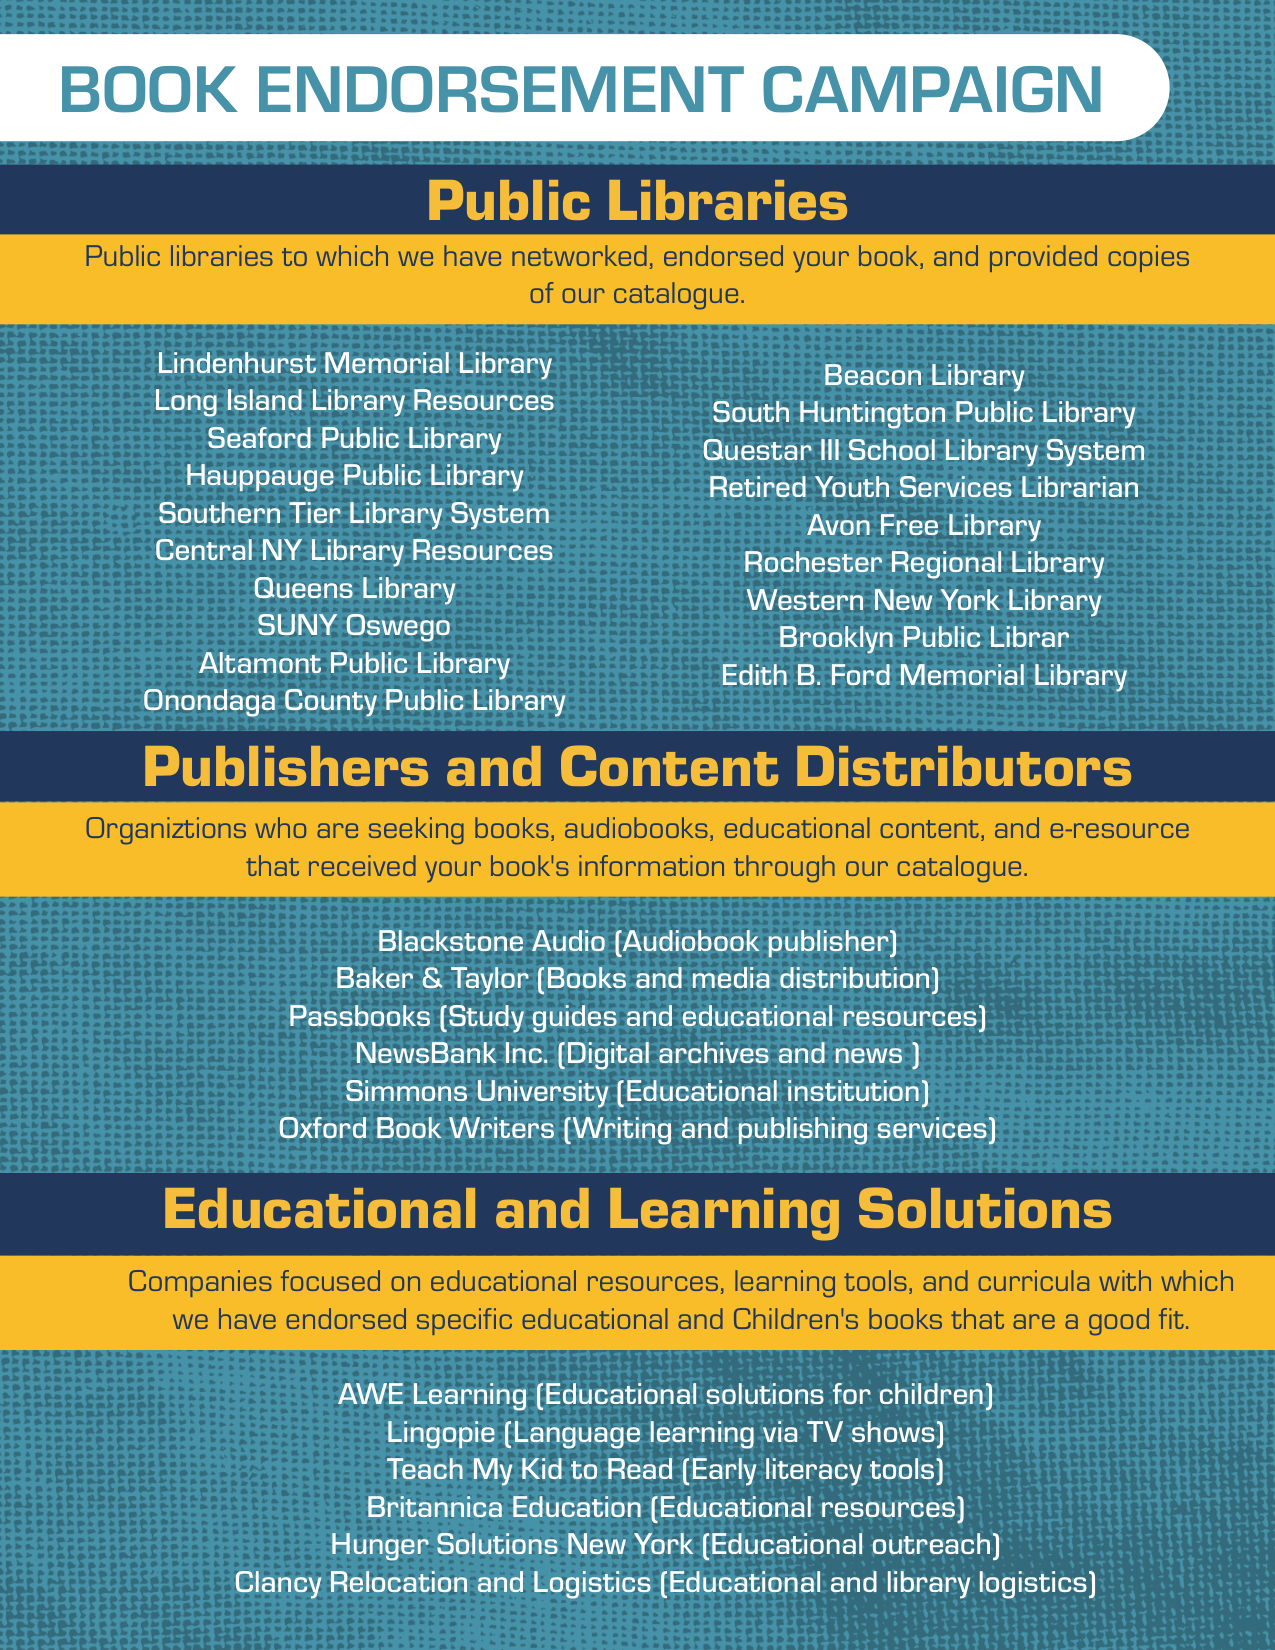 BOOK ENDORSEMENT CAMPAIGN
Public Libraries
Public libraries to which we have networked, endorsed your book, and provided copies
of our catalogue.
Lindenhurst Memorial Library
Long Island Library Resources
Seaford Public Library
Hauppauge Public Library
Southern Tier Library System
Central NY Library Resources
Queens Library
SUNY Oswego
Altamont Public Library
Onondaga County Public Library
Beacon Library
South Huntington Public Library
Questar III School Library System
Retired Youth Services Librarian
Avon Free Library
Rochester Regional Library
Western New York Library
Brooklyn Public Librar
Edith B. Ford Memorial Library
Publishers and Content Distributors
Organiztions who are seeking books, audiobooks, educational content, and e-resource
that received your book's information through our catalogue.
Blackstone Audio (Audiobook publisher)
Baker & Taylor (Books and media distribution)
Passbooks (Study guides and educational resources)
NewsBank Inc. (Digital archives and news )
Simmons University (Educational institution)
Oxford Book Writers (Writing and publishing services)
Educational and Learning Solutions
Companies focused on educational resources, learning tools, and curricula with which
we have endorsed specific educational and Children's books that are a good fit.
AWE Learning (Educational solutions for children)
Lingopie (Language learning via TV shows)
Teach My Kid to Read (Early literacy tools)
Britannica Education (Educational resources)
Hunger Solutions New York (Educational outreach)
Clancy Relocation and Logistics (Educational and library logistics)